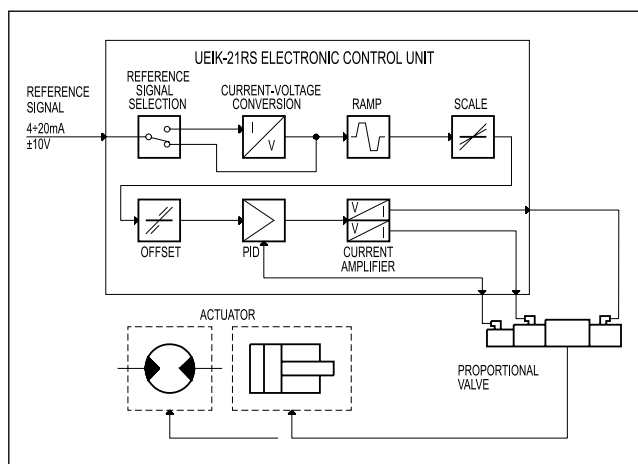 UEIK-21RS ELECTRONIC CONTROL UNIT
REFERENCE
SIGNAL
4÷20mA
±10V
REFERENCE
SIGNAL
SELECTION
CURRENT-VOLTAGE
CONVERSION
RAMP
SCALE
I
V
OFFSET
PID
V
I
V
I
CURRENT
AMPLIFIER
ACTUATOR
PROPORTIONAL
VALVE